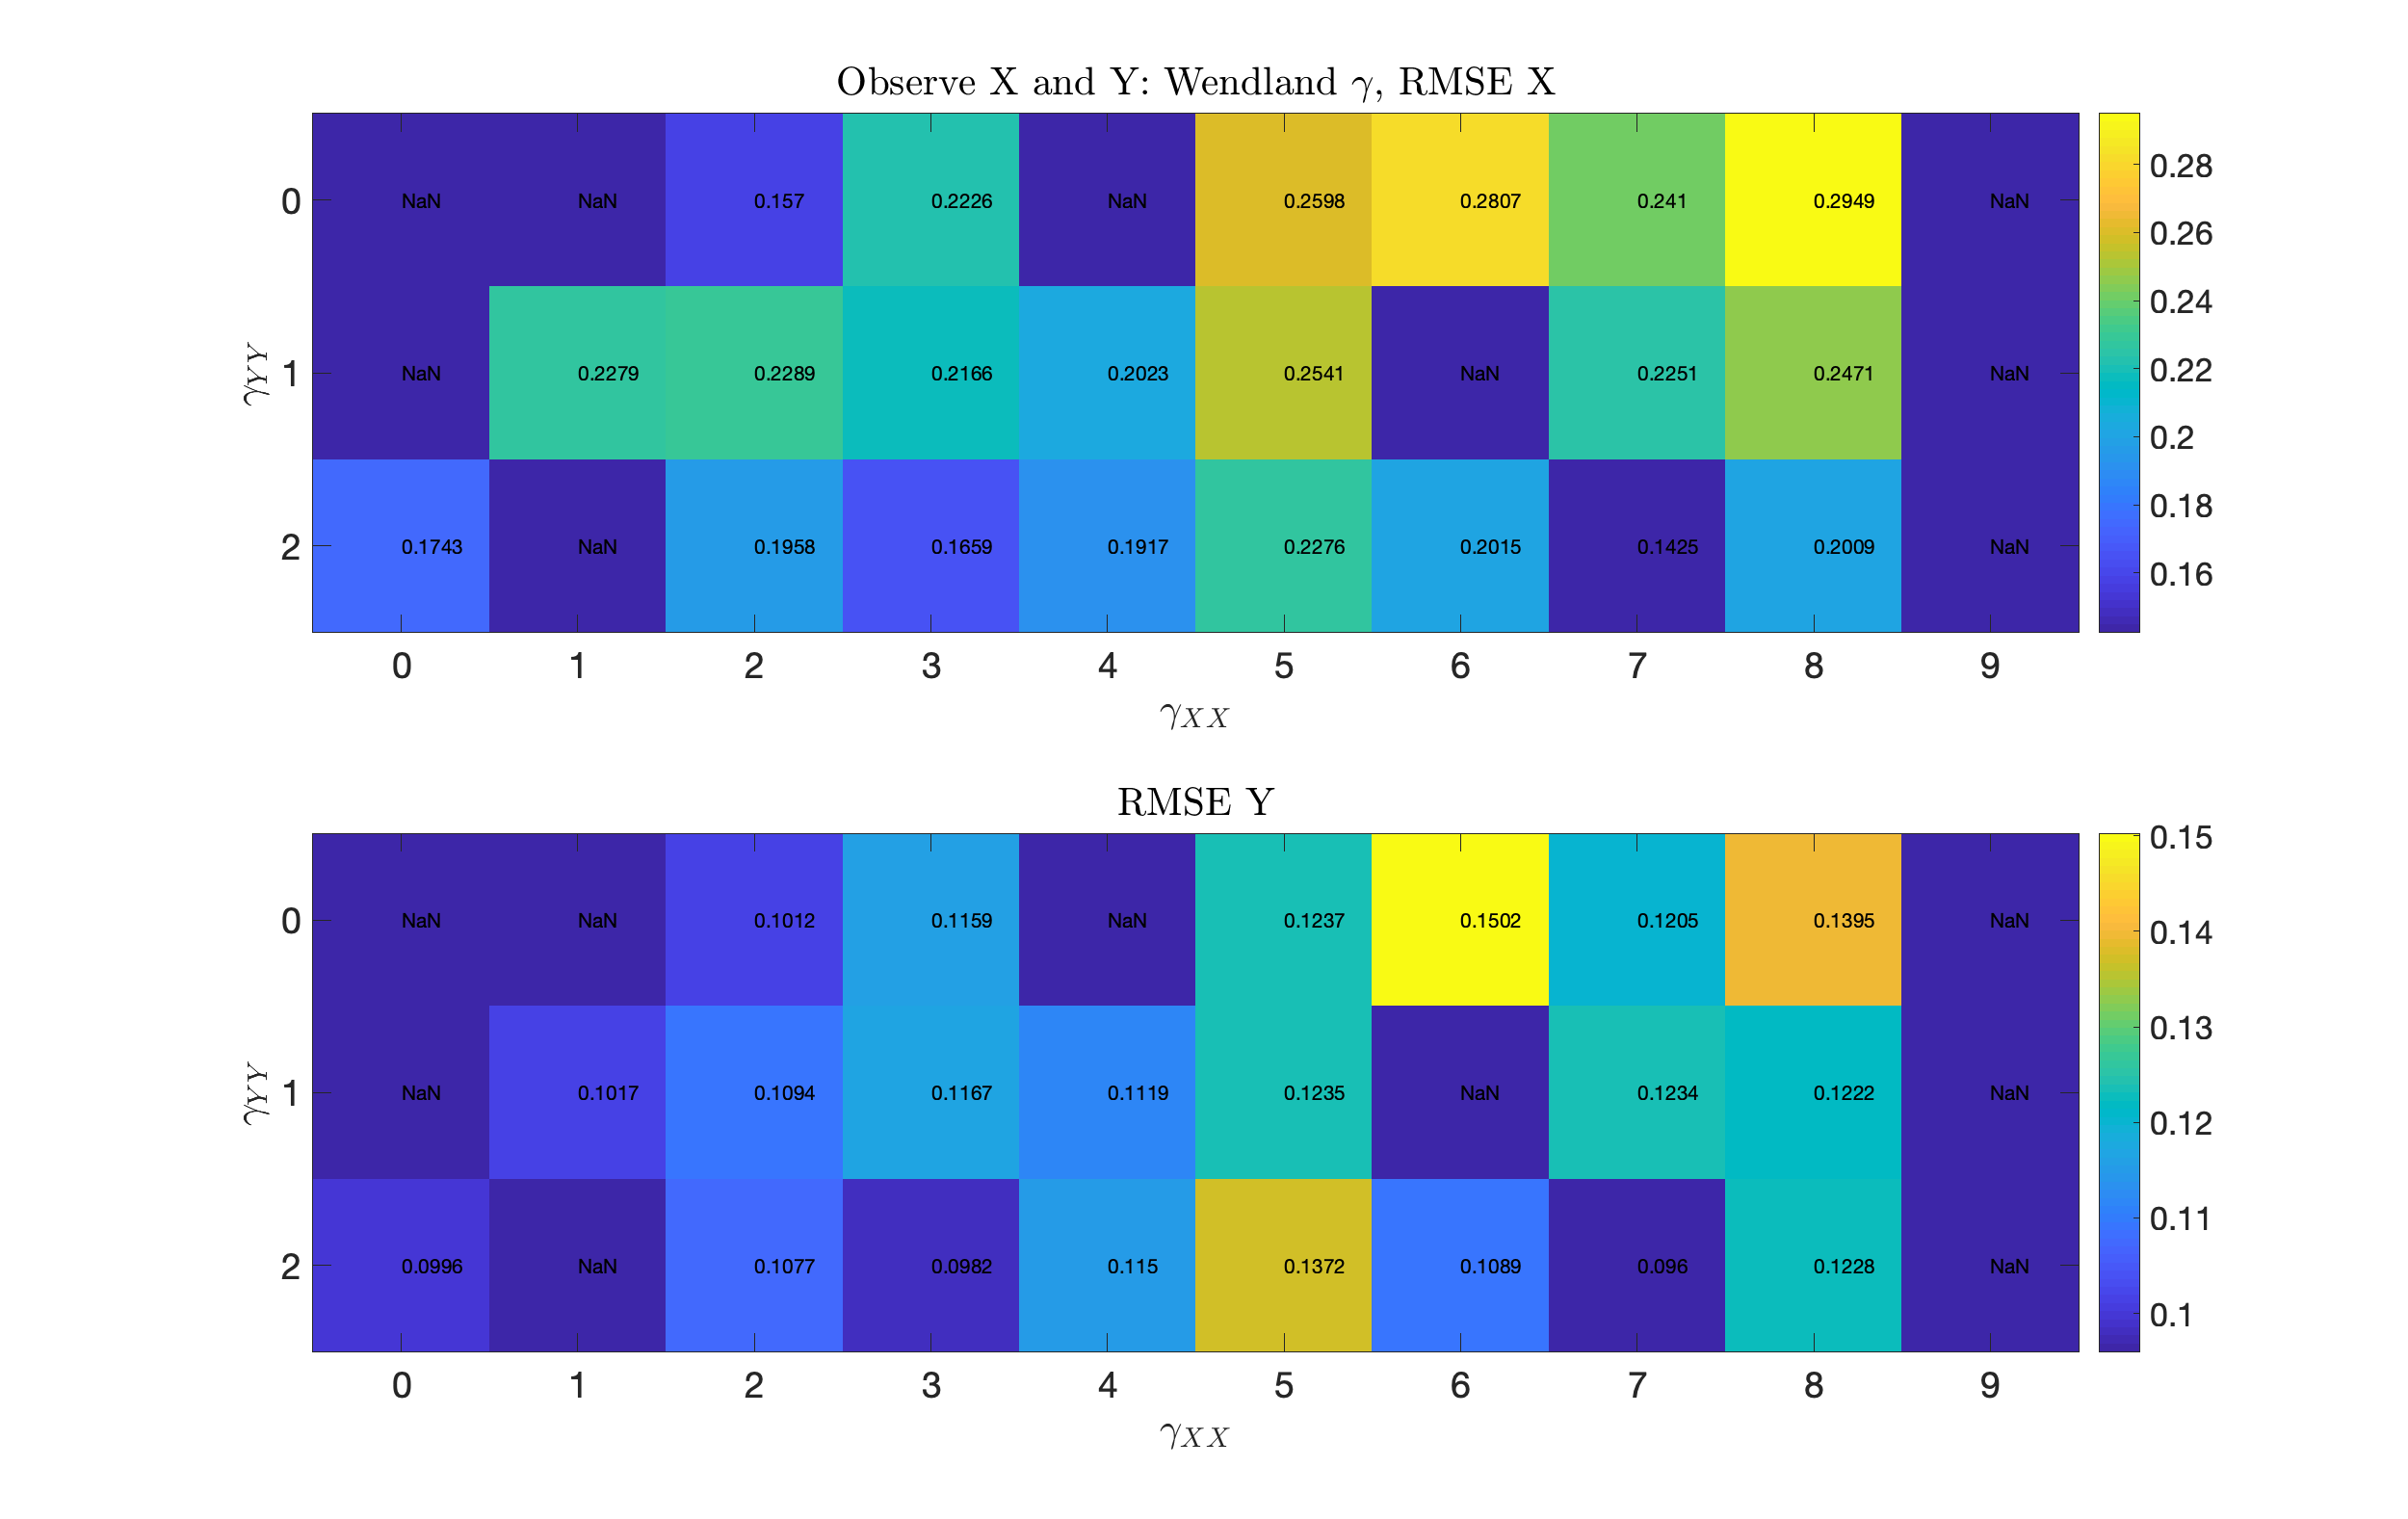 Observe X and Y: Wendland γ, RMSE X
0 NaN NaN 0.157 0.2226 NaN 0.2598 0.2807 0.241 0.2949 NaN
1 NaN 0.2279 0.2289 0.2166 0.2023 0.2541 NaN 0.2251 0.2471 NaN
2 0.1743 NaN 0.1958 0.1659 0.1917 0.2276 0.2015 0.1425 0.2009 NaN
γYY
0 1 2 3 4 5 6 7 8 9
γXX
0.28
0.26
0.24
0.22
0.2
0.18
0.16
RMSE Y
0 NaN NaN 0.1012 0.1159 NaN 0.1237 0.1502 0.1205 0.1395 NaN
1 NaN 0.1017 0.1094 0.1167 0.1119 0.1235 NaN 0.1234 0.1222 NaN
2 0.0996 NaN 0.1077 0.0982 0.115 0.1372 0.1089 0.096 0.1228 NaN
γYY
0 1 2 3 4 5 6 7 8 9
γXX
0.15
0.14
0.13
0.12
0.11
0.1